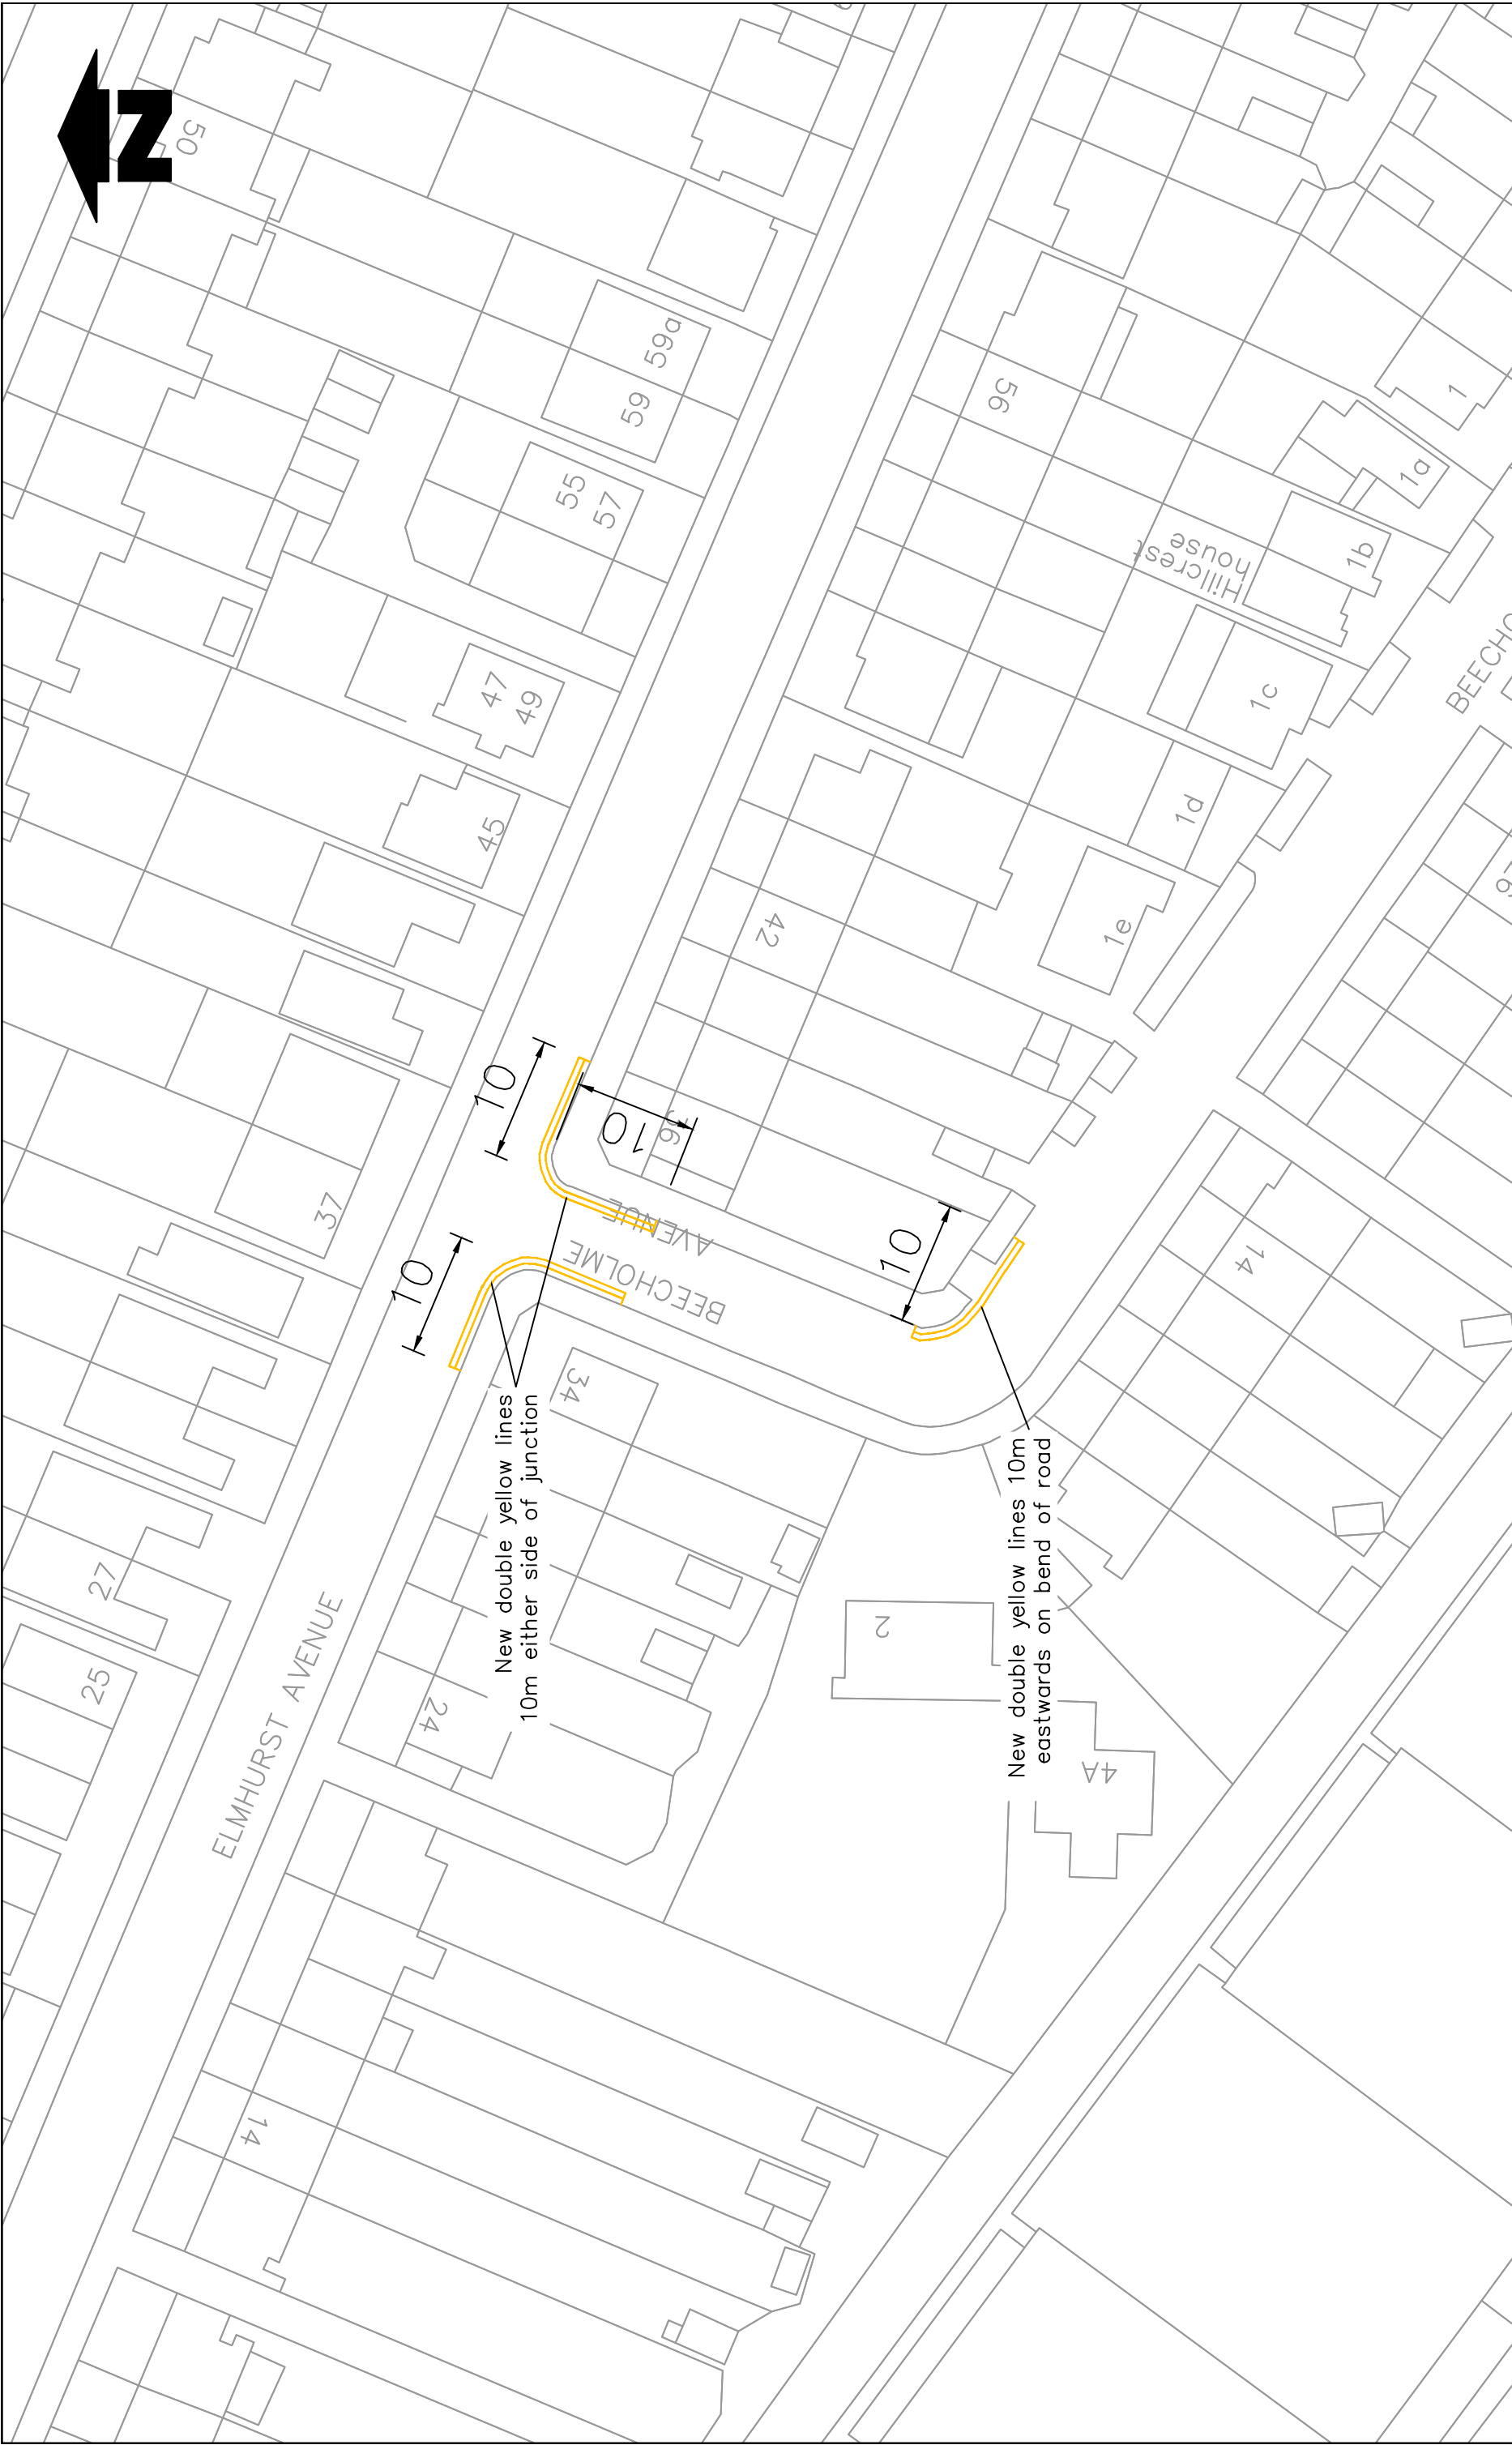 N
50
59a
59
56
1
55
57
1a
Hillcrest
house
1b
47
49
1c
BEECHO
45
1d
42
1e
10
10
36
37
10
AVENUE
BEECHOLME
10
14
34
New double yellow lines
10m either side of junction
New double yellow lines 10m
eastwards on bend of road
27
25
2
24
4A
ELMHURST AVENUE
14